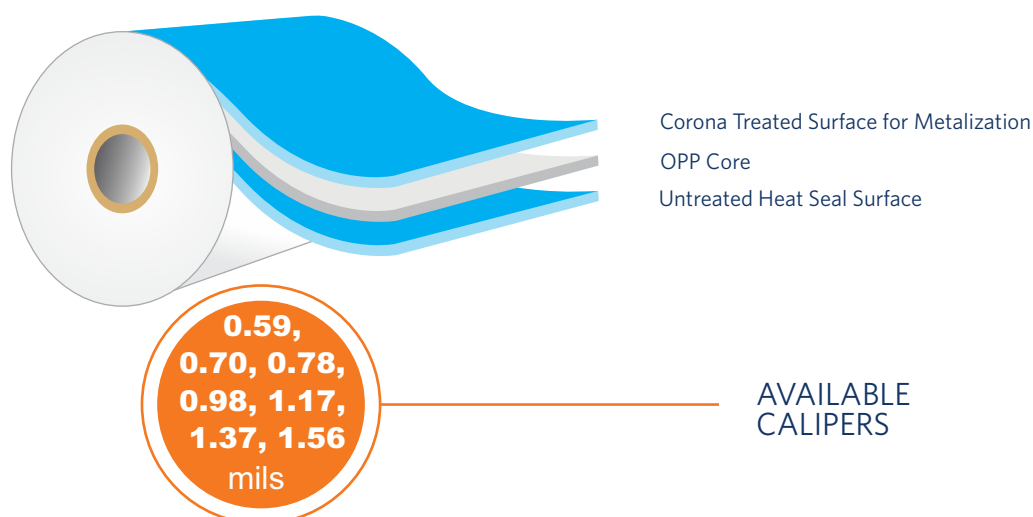 Corona Treated Surface for Metalization
OPP Core
Untreated Heat Seal Surface
0.59,
0.70, 0.78,
0.98, 1.17,
1.37, 1.56
mils
AVAILABLE
CALIPERS